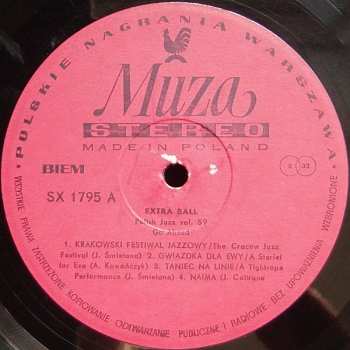 • POLSKIE NAGRANIA WARSZAWA •
Muza
STEREO
MADE IN POLAND
BIEM
S 33
SX 1795 A
EXTRA BALL
Polish Jazz vol. 59
Go Ahead
1. KRAKOWSKI FESTIWAL JAZZOWY/The Cracow Jazz
Festival (J. Śmietana) 2. GWIAZDKA DLA EWY/A Starlet
for Eve (A. Kowalczyk) 3. TANIEC NA LINIE/A Tightrope
Performance (J. Śmietana) 4. NAIMA/J. Coltrane
WSZYSTKIE PRAWA ZASTRZEŻONE KOPIOWANIE ODTWARZANIE PUBLICZNE I RADIOWE BEZ UPOWAŻNIENIA WZBRONIONE